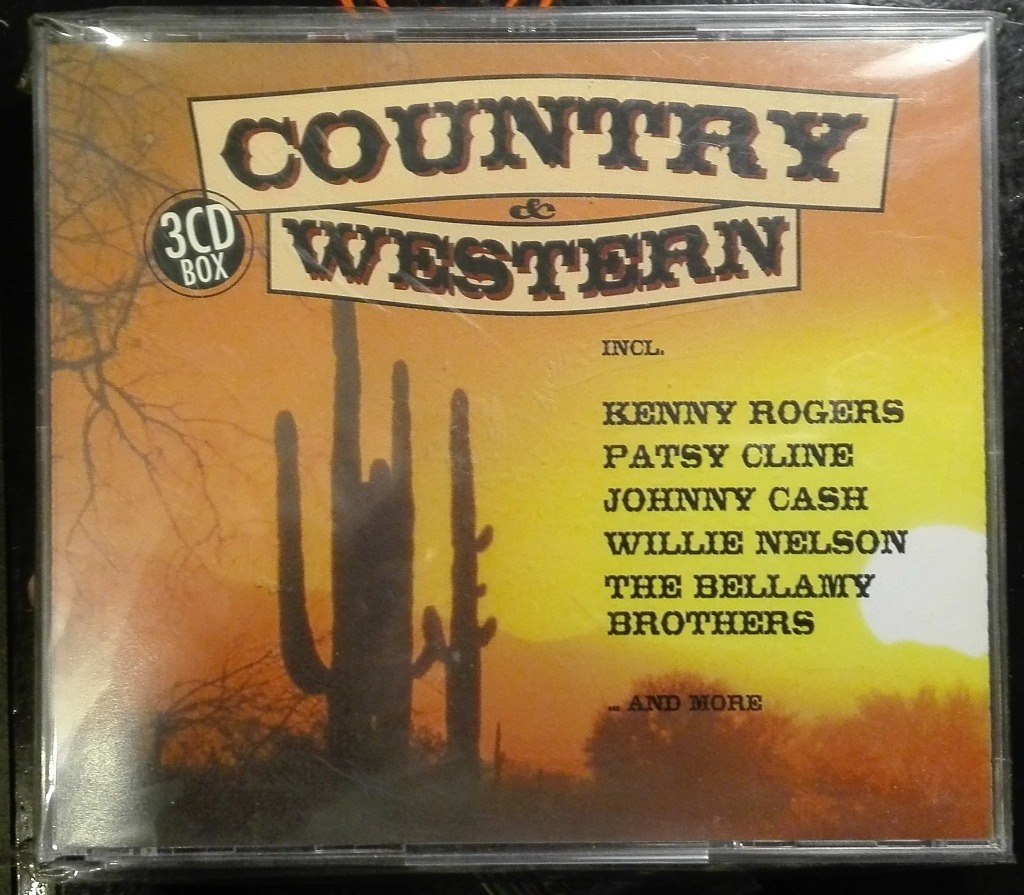 COUNTRY
&
WESTERN
3CD
BOX
INCL.
KENNY ROGERS
PATSY CLINE
JOHNNY CASH
WILLIE NELSON
THE BELLAMY
BROTHERS
... AND MORE